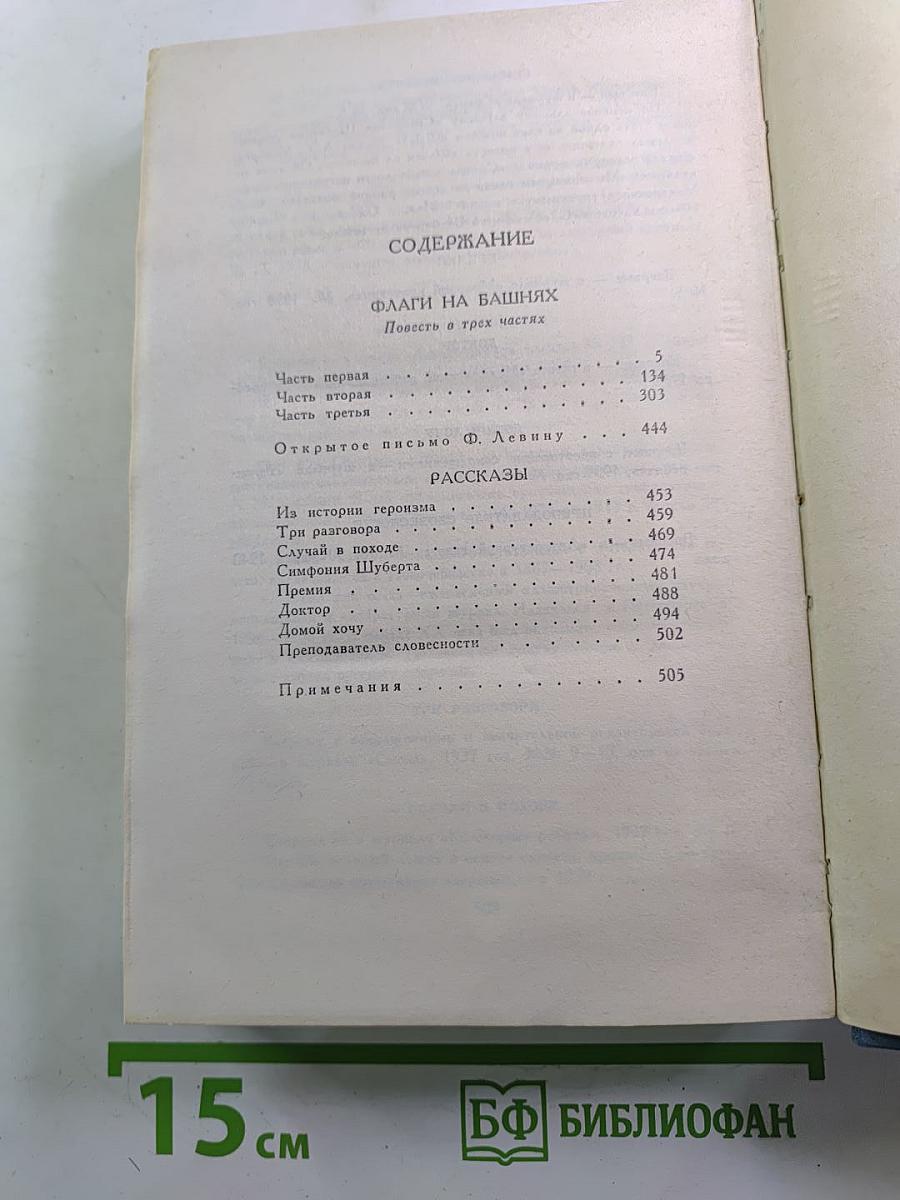 СОДЕРЖАНИЕ
ФЛАГИ НА БАШНЯХ
Повесть в трех частях
Часть первая . . . . . . . . . . . . . . 5
Часть вторая . . . . . . . . . . . . . 134
Часть третья . . . . . . . . . . . . . 303
Открытое письмо Ф. Левину . . . 444
РАССКАЗЫ
Из истории героизма . . . . . . . . . . 453
Три разговора . . . . . . . . . . . . . 459
Случай в походе . . . . . . . . . . . . 469
Симфония Шуберта . . . . . . . . . . . 474
Премия . . . . . . . . . . . . . . . . 481
Доктор . . . . . . . . . . . . . . . . 488
Домой хочу . . . . . . . . . . . . . . 494
Преподаватель словесности . . . . . . . 502
Примечания . . . . . . . . . . . . 505
15 см
БФ БИБЛИОФАН